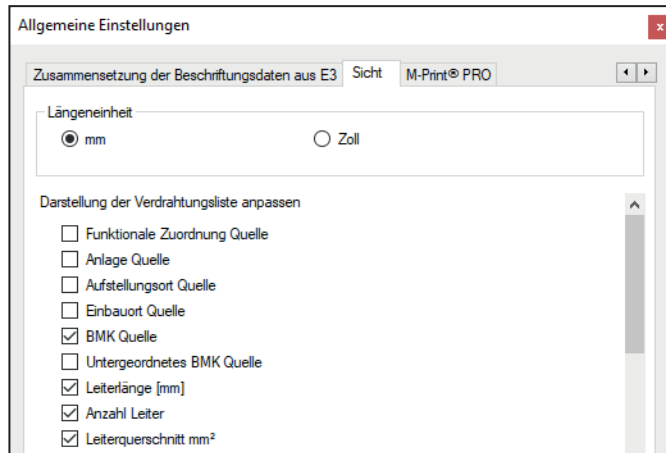 Allgemeine Einstellungen
x
Zusammensetzung der Beschriftungsdaten aus E3 Sicht M-Print® PRO
Längeneinheit
mm Zoll
Darstellung der Verdrahtungsliste anpassen
Funktionale Zuordnung Quelle
Anlage Quelle
Aufstellungsort Quelle
Einbauort Quelle
BMK Quelle
Untergeordnetes BMK Quelle
Leiterlänge [mm]
Anzahl Leiter
Leiterquerschnitt mm²